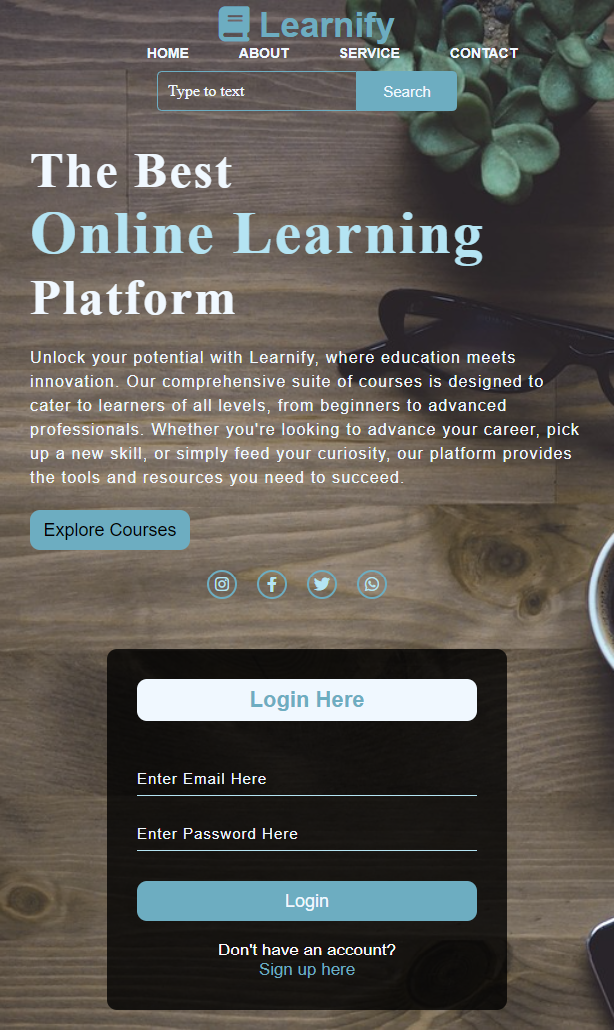 Learnify
HOME ABOUT SERVICE CONTACT
Type to text Search
The Best
Online Learning
Platform
Unlock your potential with Learnify, where education meets
innovation. Our comprehensive suite of courses is designed to
cater to learners of all levels, from beginners to advanced
professionals. Whether you're looking to advance your career, pick
up a new skill, or simply feed your curiosity, our platform provides
the tools and resources you need to succeed.
Explore Courses
Login Here
Enter Email Here
Enter Password Here
Login
Don't have an account?
Sign up here